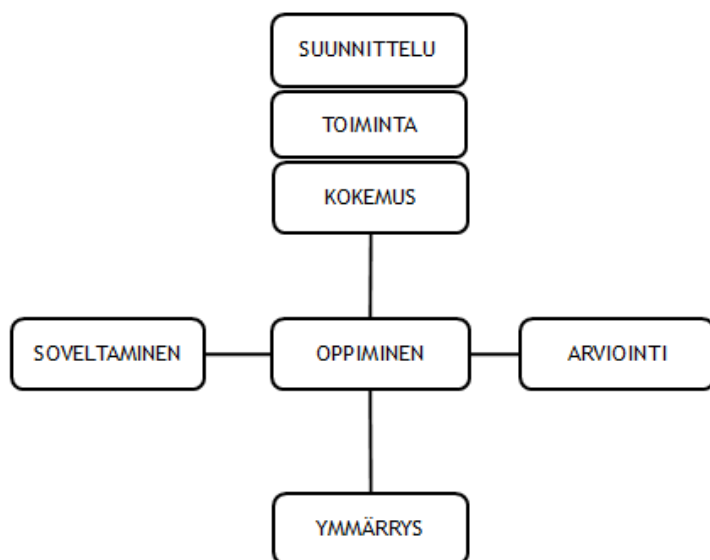 SUUNNITTELU
TOIMINTA
KOKEMUS
SOVELTAMINEN
OPPIMINEN
ARVIOINTI
YMMÄRRYS